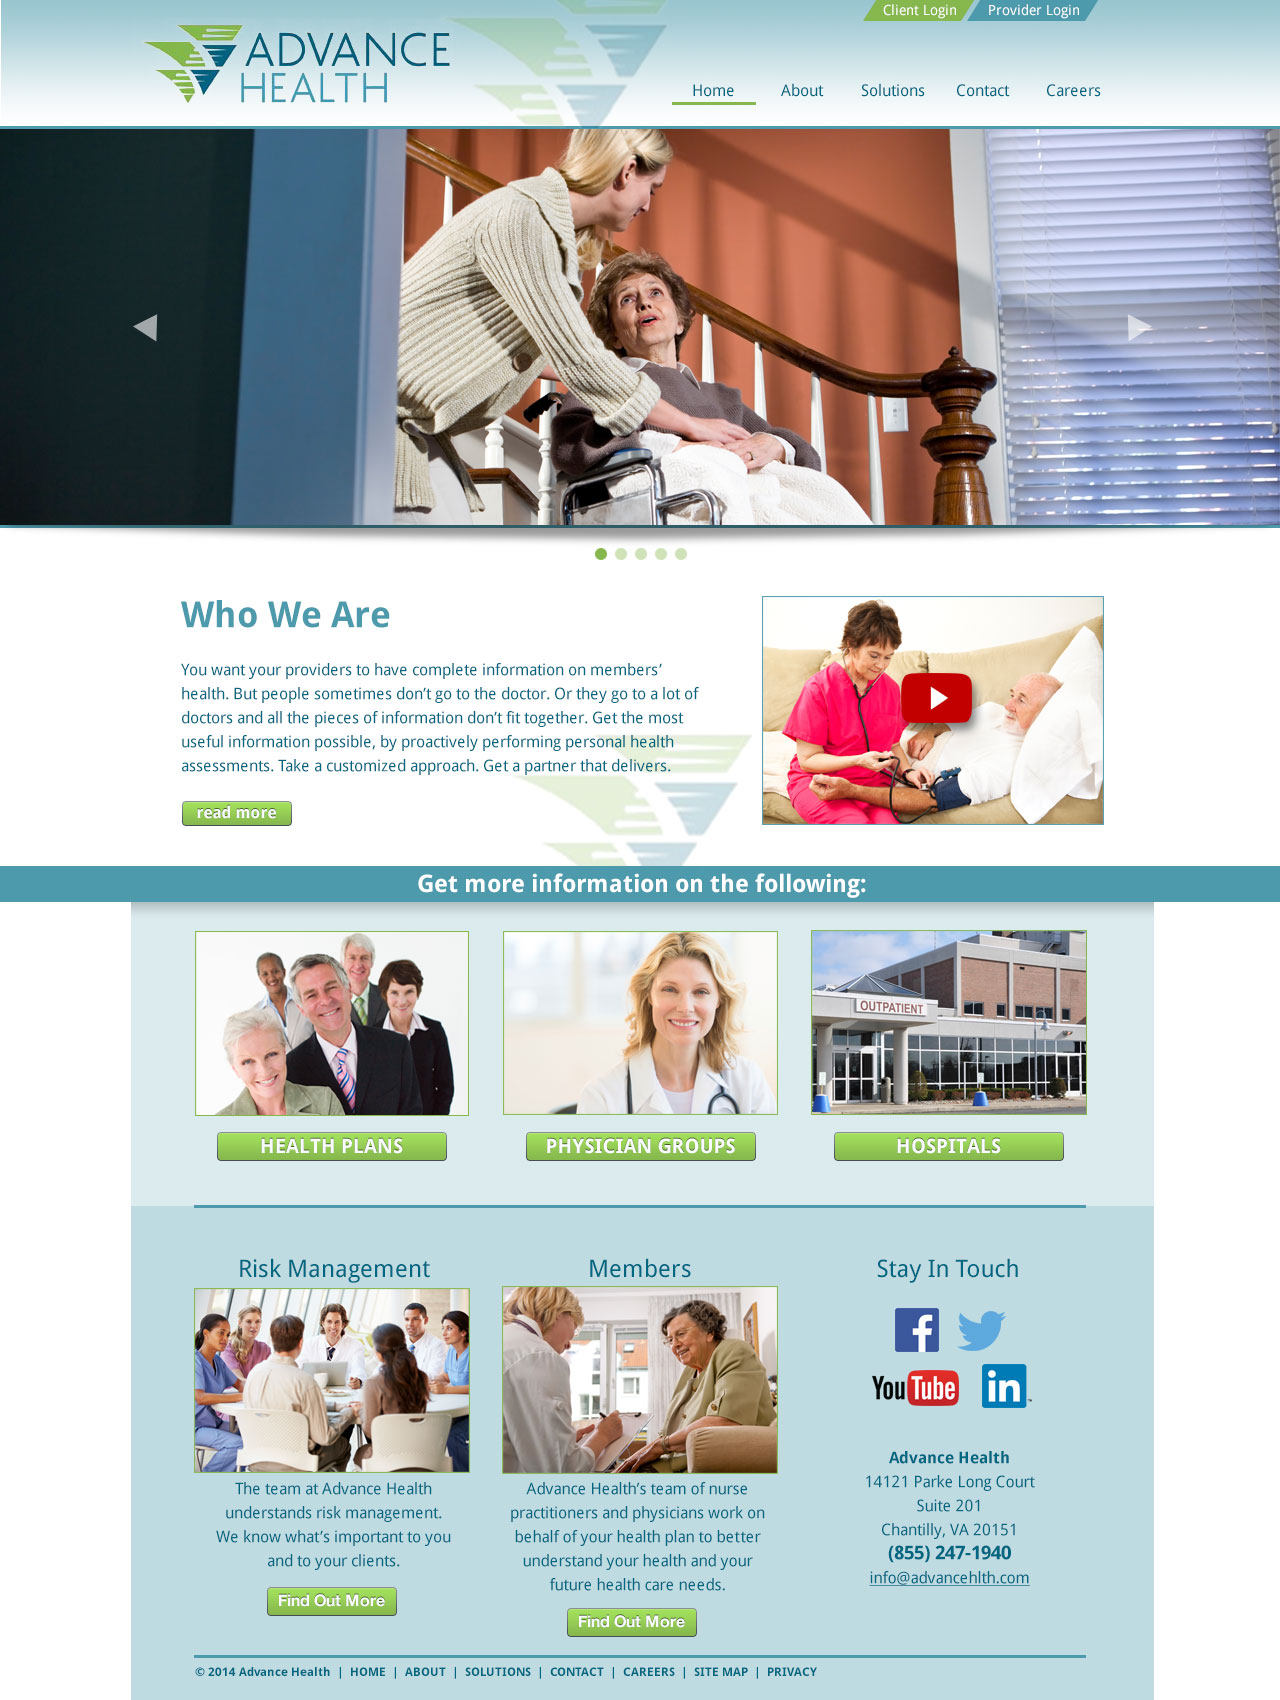 Client Login
Provider Login
ADVANCE
HEALTH
Home
About
Solutions
Contact
Careers
Who We Are
You want your providers to have complete information on members’
health. But people sometimes don’t go to the doctor. Or they go to a lot of
doctors and all the pieces of information don’t fit together. Get the most
useful information possible, by proactively performing personal health
assessments. Take a customized approach. Get a partner that delivers.
read more
Get more information on the following:
OUTPATIENT
HEALTH PLANS
PHYSICIAN GROUPS
HOSPITALS
Risk Management
The team at Advance Health
understands risk management.
We know what’s important to you
and to your clients.
Find Out More
Members
Advance Health’s team of nurse
practitioners and physicians work on
behalf of your health plan to better
understand your health and your
future health care needs.
Find Out More
Stay In Touch
f
YouTube
in
Advance Health
14121 Parke Long Court
Suite 201
Chantilly, VA 20151
(855) 247-1940
info@advancehlth.com
© 2014 Advance Health | HOME | ABOUT | SOLUTIONS | CONTACT | CAREERS | SITE MAP | PRIVACY